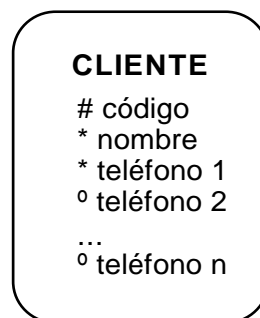 CLIENTE
# código
* nombre
* teléfono 1
º teléfono 2
...
º teléfono n